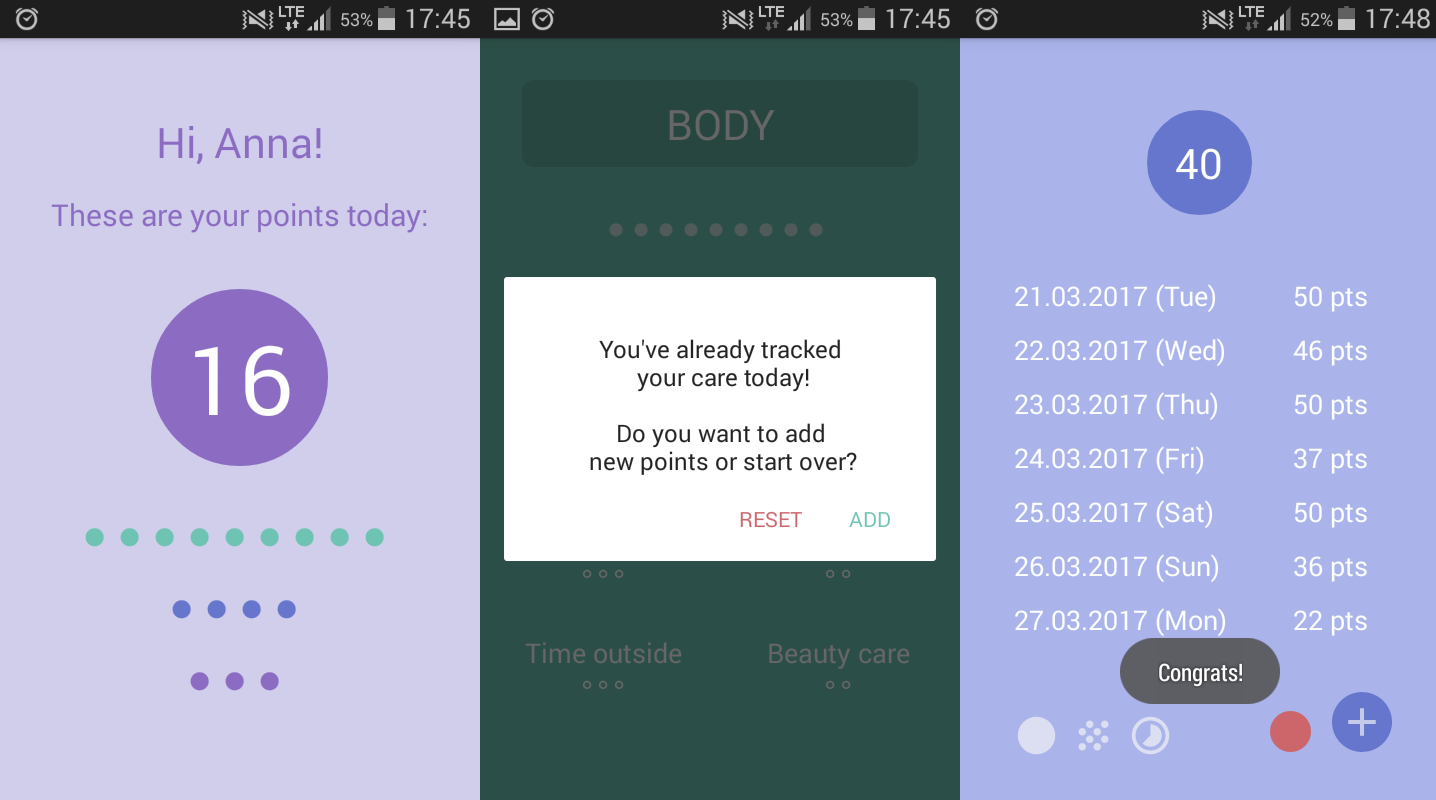 LTE 53% 17:45
Hi, Anna!
These are your points today:
16
LTE 53% 17:45
BODY
You've already tracked
your care today!
Do you want to add
new points or start over?
RESET ADD
Time outside Beauty care
LTE 52% 17:48
40
21.03.2017 (Tue) 50 pts
22.03.2017 (Wed) 46 pts
23.03.2017 (Thu) 50 pts
24.03.2017 (Fri) 37 pts
25.03.2017 (Sat) 50 pts
26.03.2017 (Sun) 36 pts
27.03.2017 (Mon) 22 pts
Congrats!
+